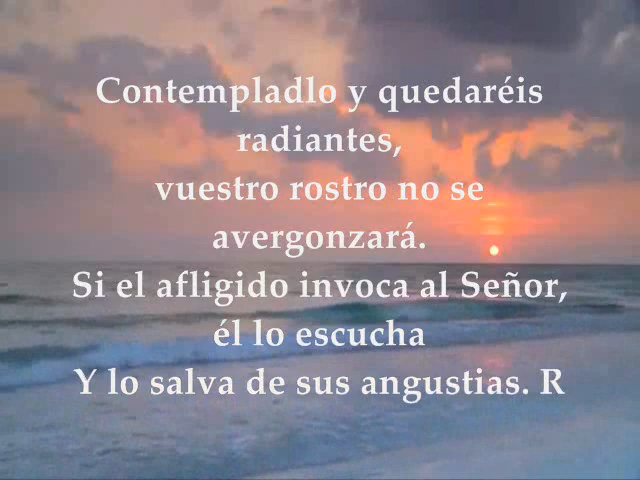 Contempladlo y quedaréis
radiantes,
vuestro rostro no se
avergonzará.
Si el afligido invoca al Señor,
él lo escucha
Y lo salva de sus angustias. R